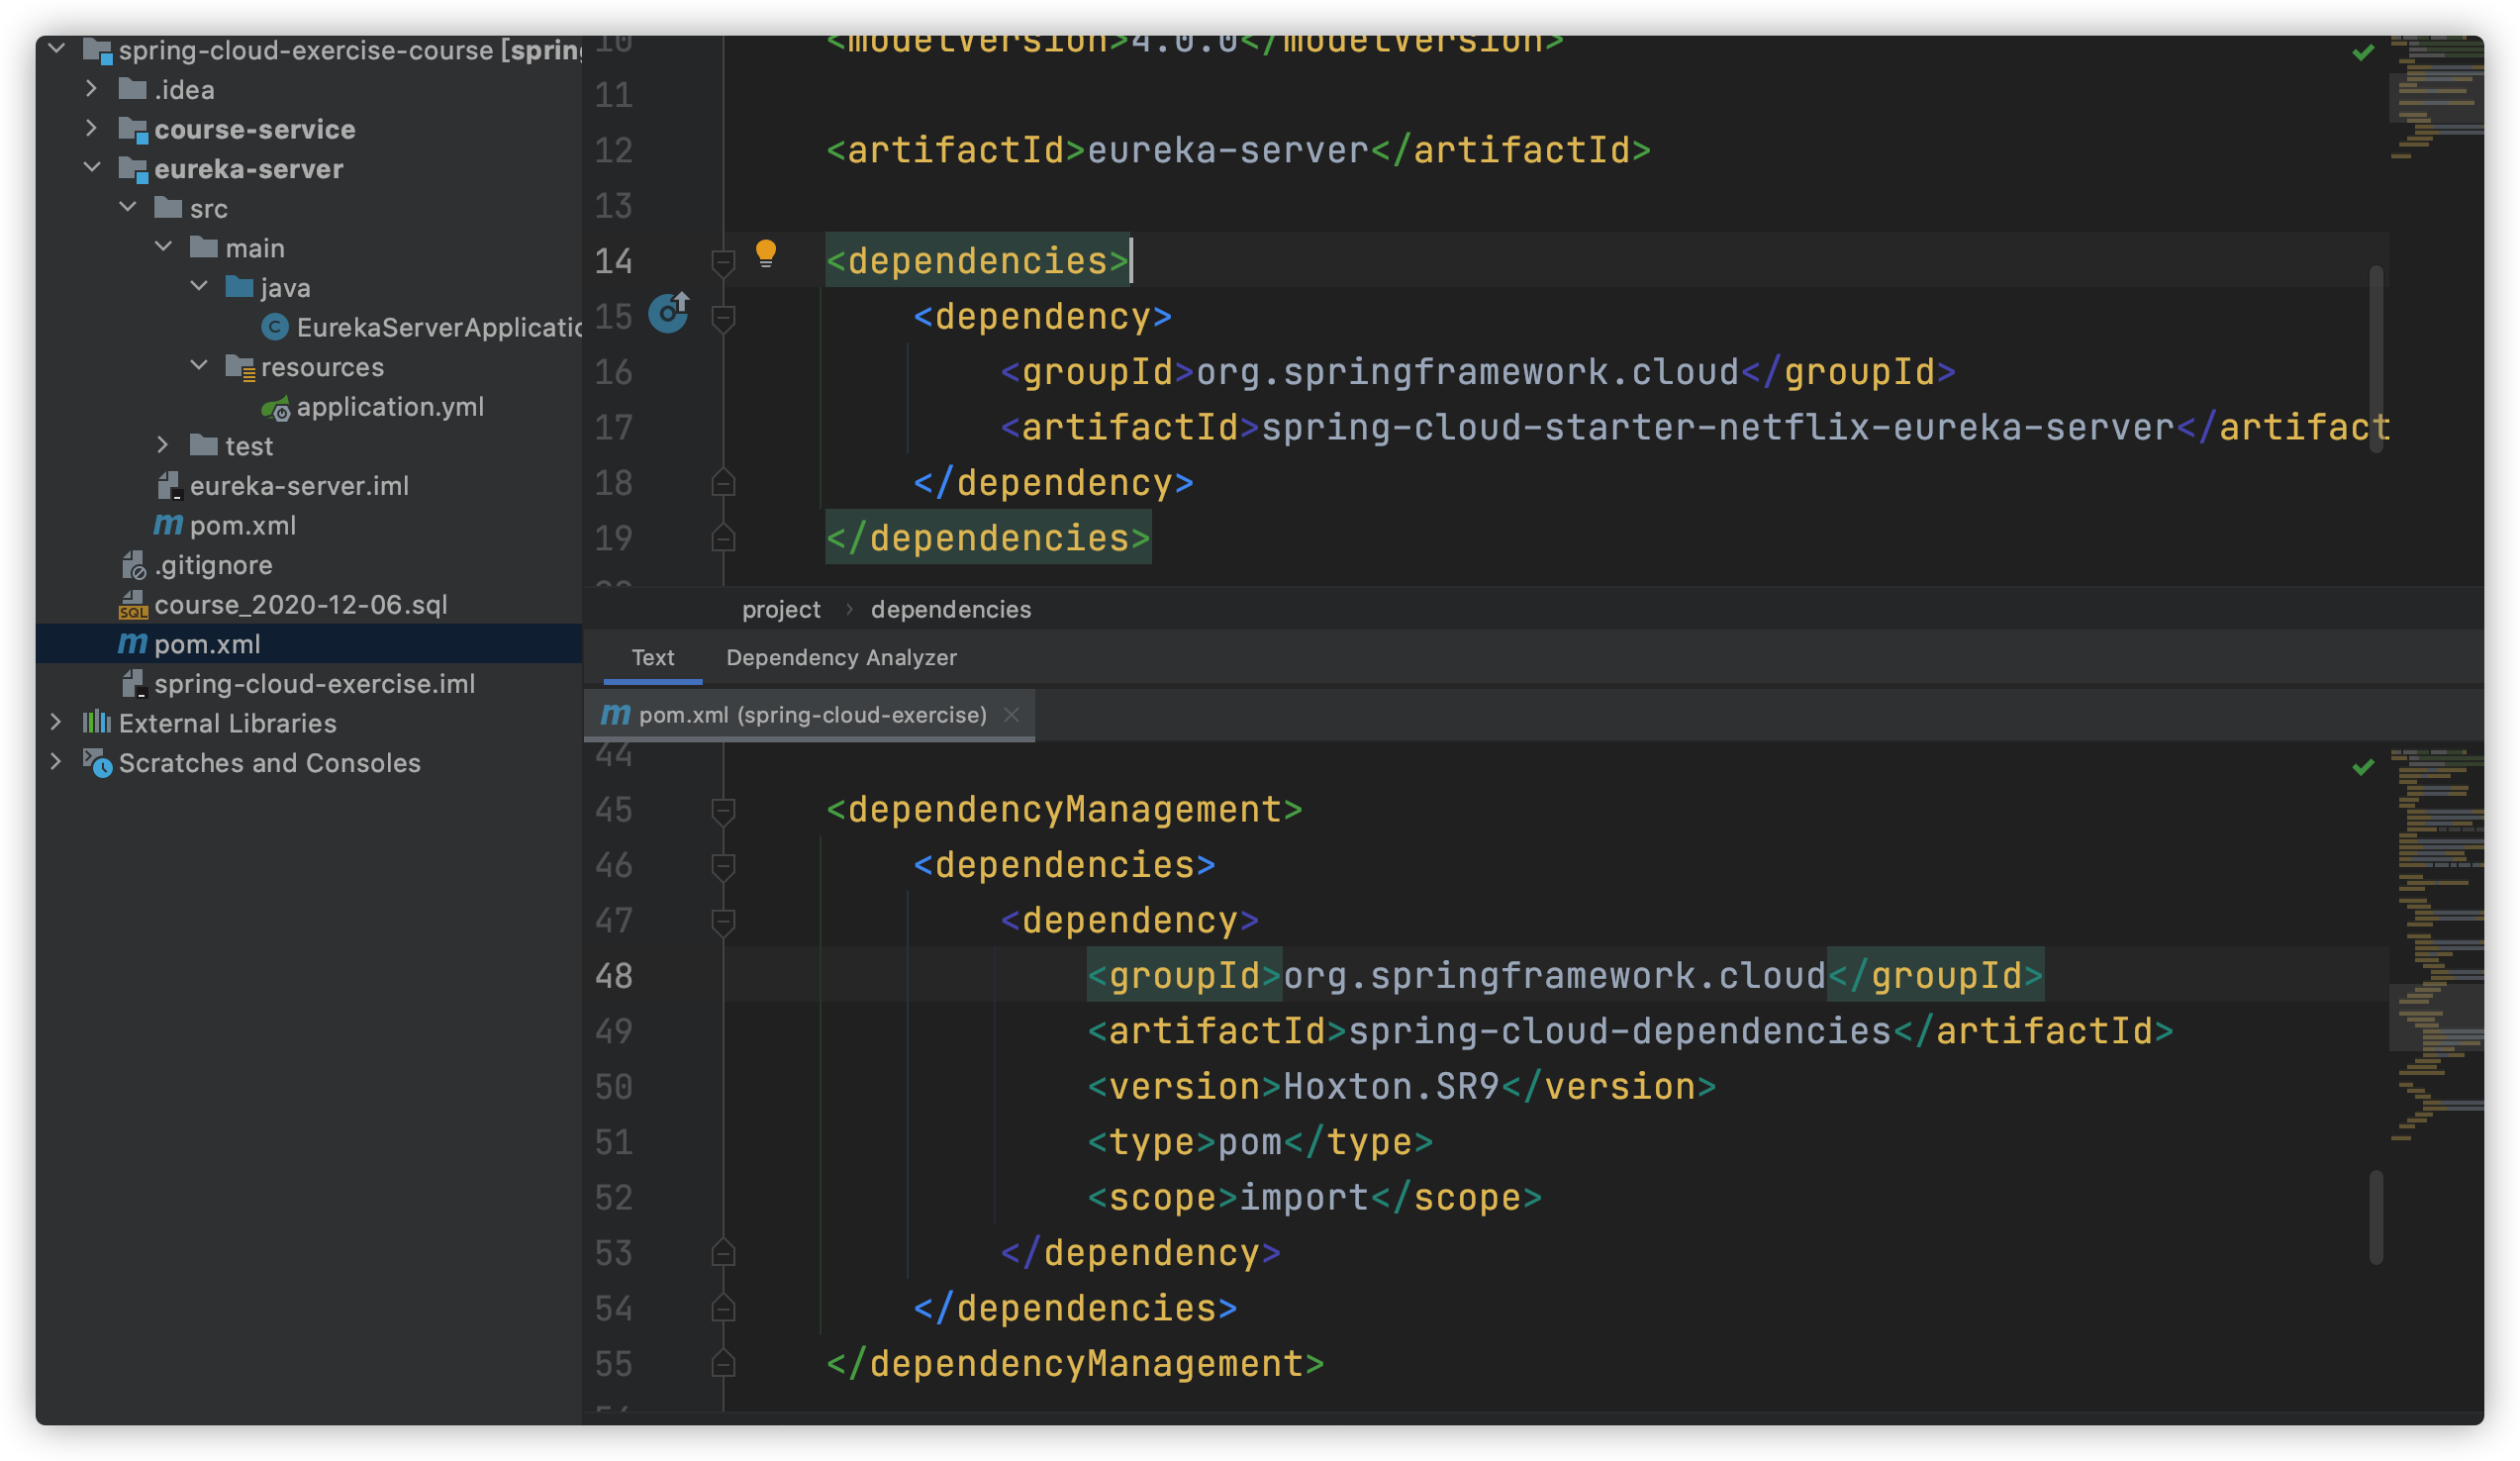 spring-cloud-exercise-course [spring
.idea
course-service
eureka-server
src
main
java
EurekaServerApplicatio
resources
application.yml
test
eureka-server.iml
pom.xml
.gitignore
course_2020-12-06.sql
pom.xml
spring-cloud-exercise.iml
External Libraries
Scratches and Consoles
10 <modelVersion>4.0.0</modelVersion>
11
12 <artifactId>eureka-server</artifactId>
13
14 <dependencies>
15 <dependency>
16 <groupId>org.springframework.cloud</groupId>
17 <artifactId>spring-cloud-starter-netflix-eureka-server</artifact
18 </dependency>
19 </dependencies>
project > dependencies
Text Dependency Analyzer
pom.xml (spring-cloud-exercise)
44
45 <dependencyManagement>
46 <dependencies>
47 <dependency>
48 <groupId>org.springframework.cloud</groupId>
49 <artifactId>spring-cloud-dependencies</artifactId>
50 <version>Hoxton.SR9</version>
51 <type>pom</type>
52 <scope>import</scope>
53 </dependency>
54 </dependencies>
55 </dependencyManagement>